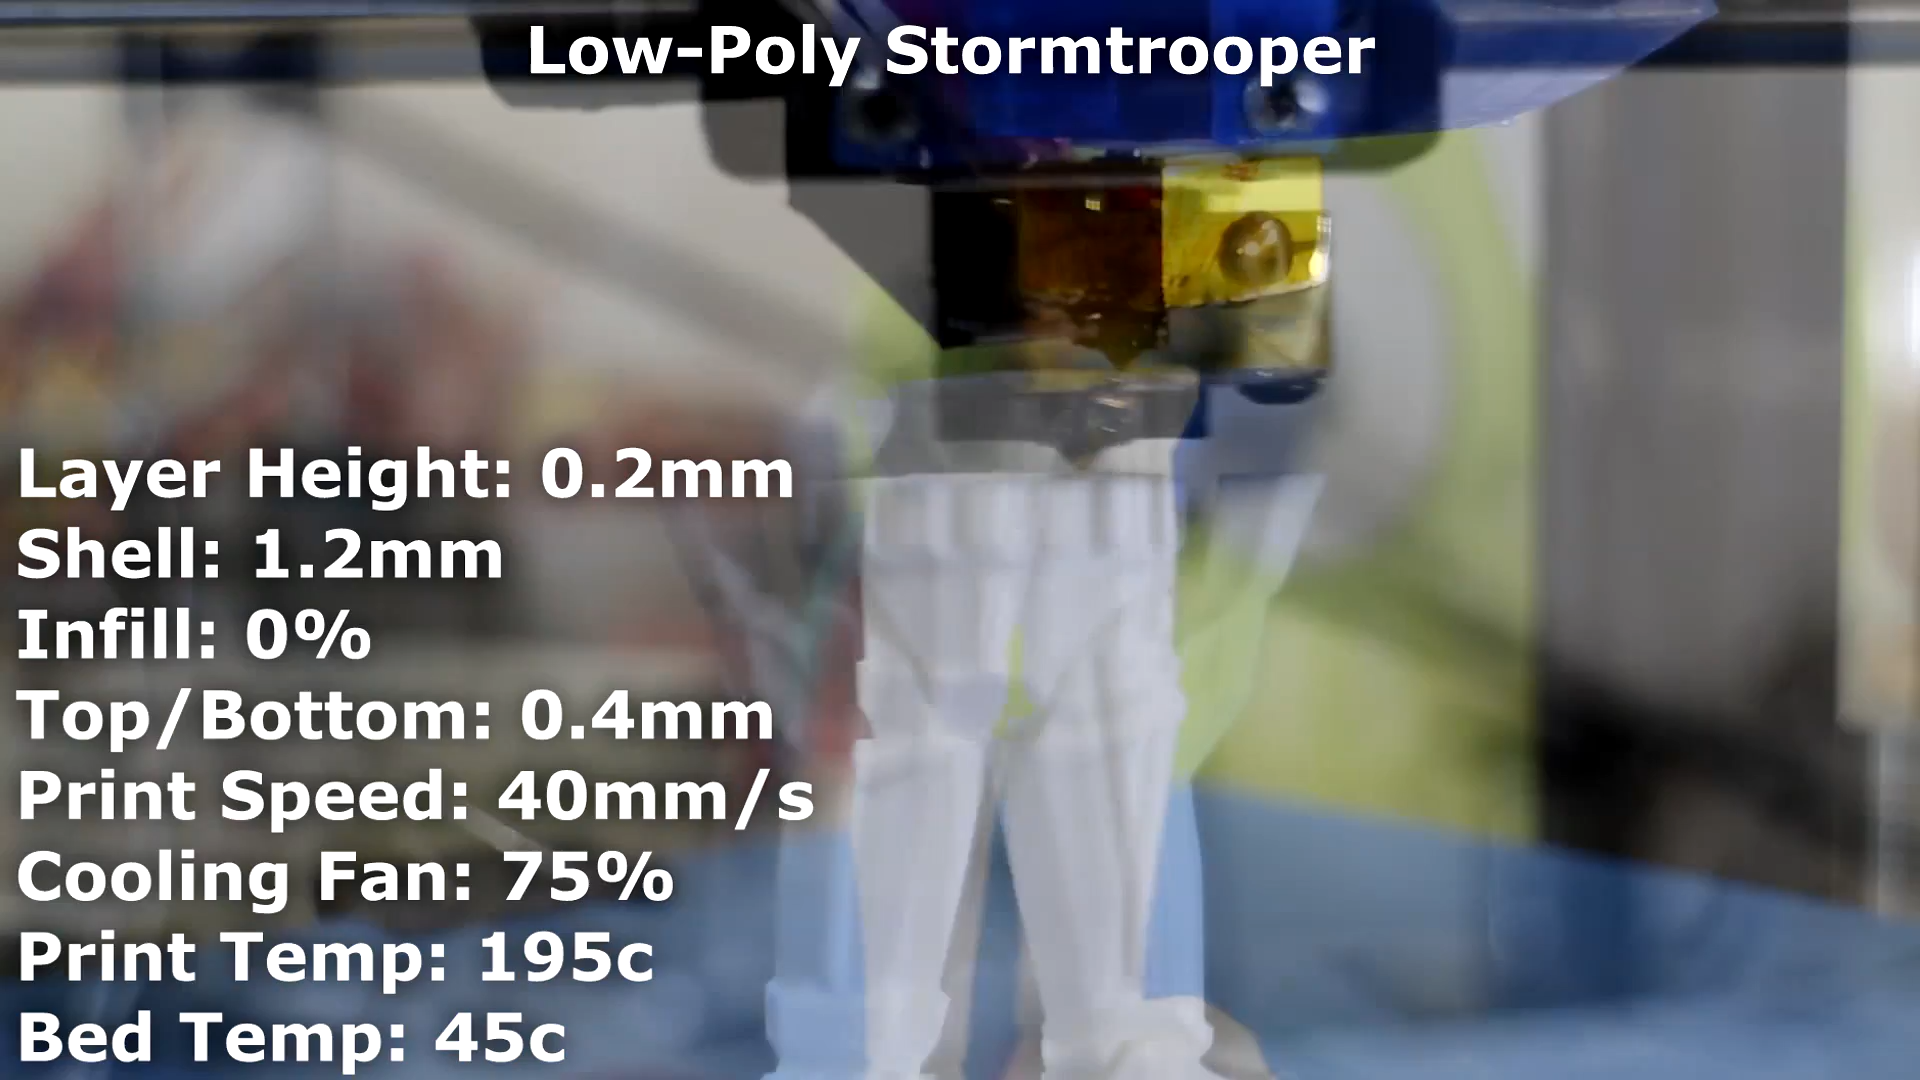 Low-Poly Stormtrooper
Layer Height: 0.2mm
Shell: 1.2mm
Infill: 0%
Top/Bottom: 0.4mm
Print Speed: 40mm/s
Cooling Fan: 75%
Print Temp: 195c
Bed Temp: 45c